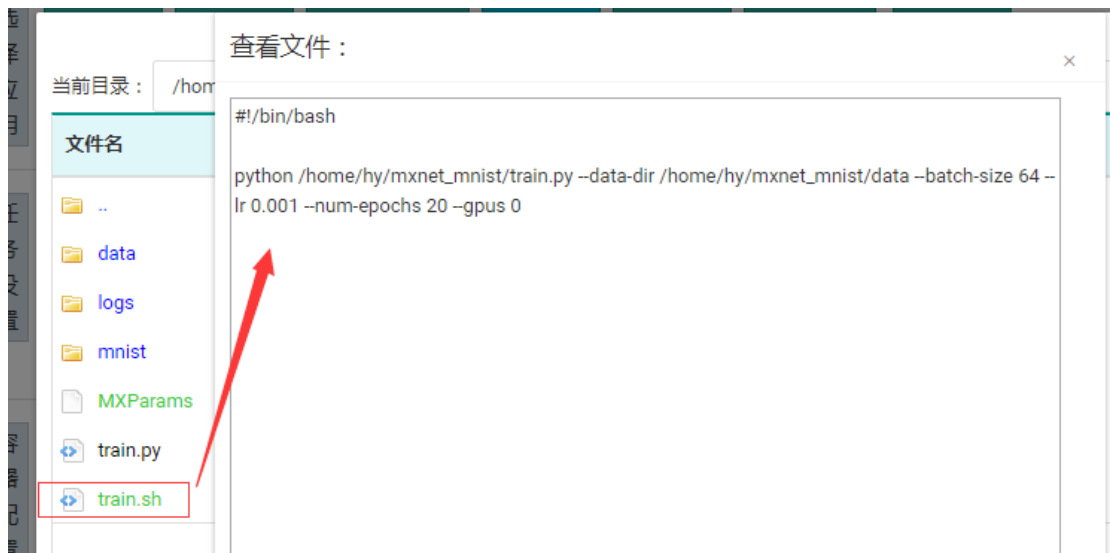 查看文件：
×
当前目录： /hom
文件名
..
data
logs
mnist
MXParams
train.py
train.sh
#!/bin/bash
python /home/hy/mxnet_mnist/train.py --data-dir /home/hy/mxnet_mnist/data --batch-size 64 --
lr 0.001 --num-epochs 20 --gpus 0